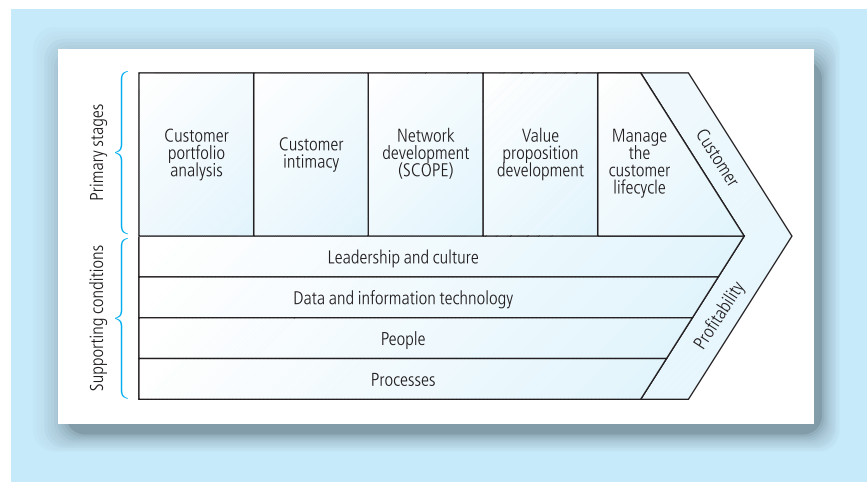 Primary stages
Customer
portfolio
analysis
Customer
intimacy
Network
development
(SCOPE)
Value
proposition
development
Manage
the
customer
lifecycle
Customer
Supporting conditions
Leadership and culture
Data and information technology
People
Processes
Profitability